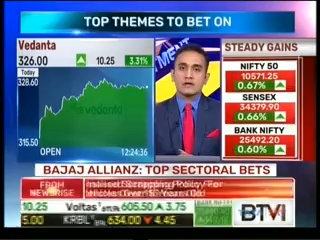 TOP THEMES TO BET ON
Vedanta
326.00 10.25 3.31%
Today
328.60
vedanta
315.50
OPEN 12:24:36
STEADY GAINS
NIFTY 50
10571.25
0.67%
SENSEX
34379.90
0.66%
BANK NIFTY
25492.20
0.60%
BAJAJ ALLIANZ: TOP SECTORAL BETS
FROM
NEWSRISE
10.25 Voltas 605.50 3.75
5.00 KRBL 634.00 4.45
BTVI